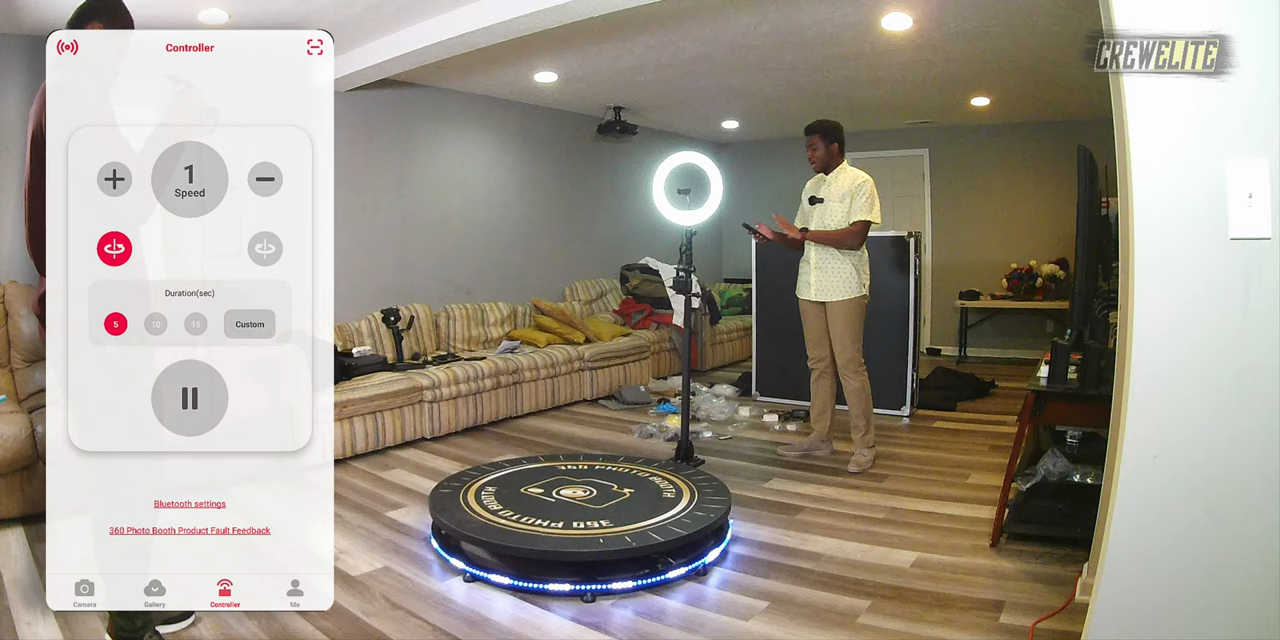 Controller
1
Speed
Duration(sec)
5
10
15
Custom
Bluetooth settings
360 Photo Booth Product Fault Feedback
Camera
Gallery
Controller
Me
CREWELITE
360 PHOTO BOOTH
360 PHOTO BOOTH